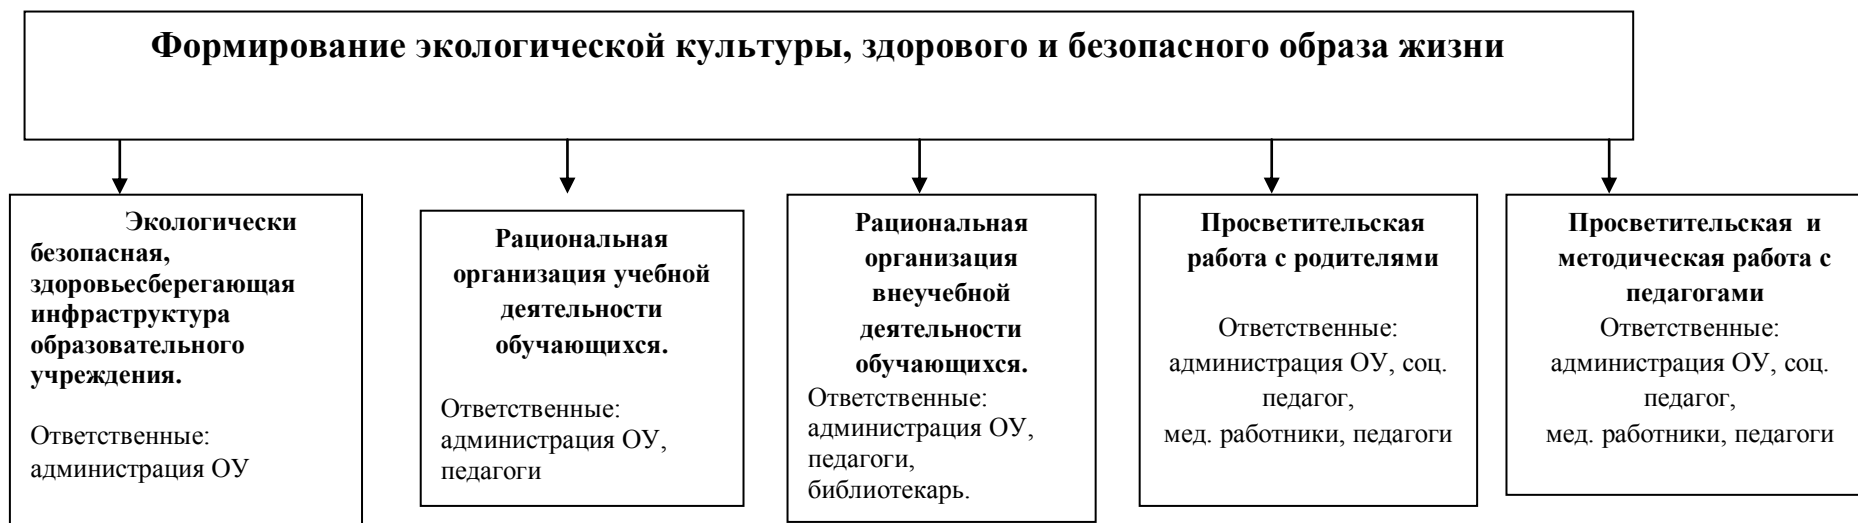 Формирование экологической культуры, здорового и безопасного образа жизни
Экологически
безопасная,
здоровьесберегающая
инфраструктура
образовательного
учреждения.
Ответственные:
администрация ОУ
Рациональная
организация учебной
деятельности
обучающихся.
Ответственные:
администрация ОУ,
педагоги
Рациональная
организация
внеучебной
деятельности
обучающихся.
Ответственные:
администрация ОУ,
педагоги,
библиотекарь.
Просветительская
работа с родителями
Ответственные:
администрация ОУ, соц.
педагог,
мед. работники, педагоги
Просветительская и
методическая работа с
педагогами
Ответственные:
администрация ОУ, соц.
педагог,
мед. работники, педагоги